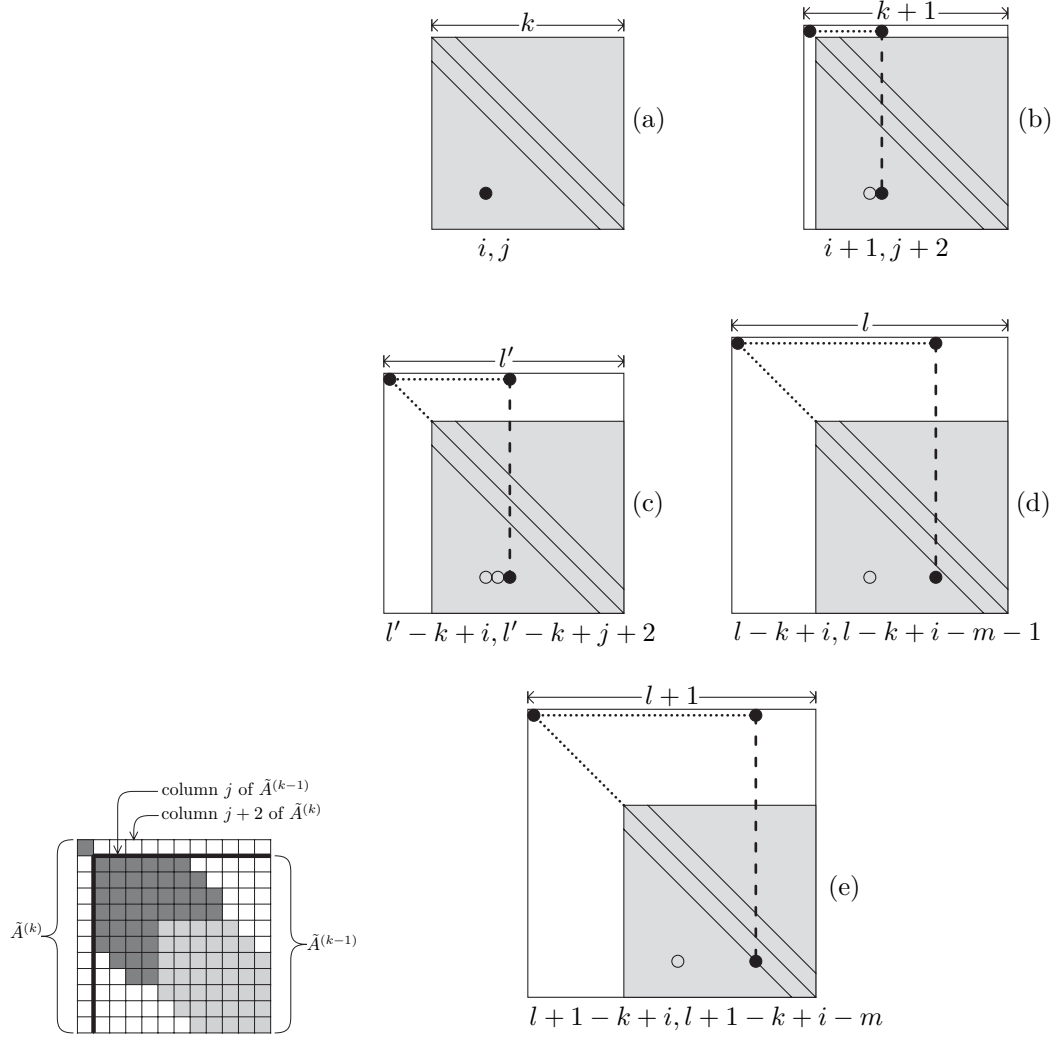 k
(a)
i, j
k + 1
(b)
i + 1, j + 2
l′
(c)
l′ − k + i, l′ − k + j + 2
l
(d)
l − k + i, l − k + i − m − 1
l + 1
(e)
l + 1 − k + i, l + 1 − k + i − m
column j of Ã^(k−1)
column j + 2 of Ã^(k)
Ã^(k)
Ã^(k−1)